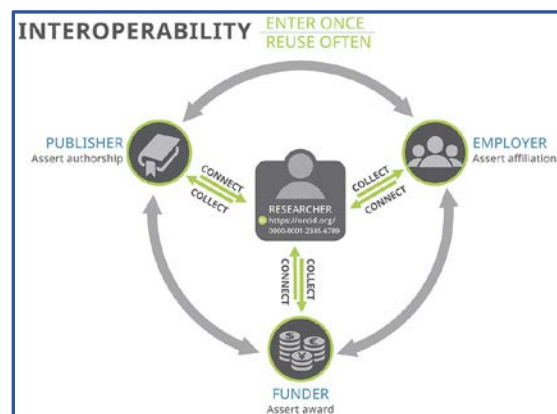 INTEROPERABILITY
ENTER ONCE
REUSE OFTEN
PUBLISHER
Assert authorship
EMPLOYER
Assert affiliation
CONNECT
COLLECT
COLLECT
CONNECT
RESEARCHER
https://orcid.org/
0000-0001-2345-6789
CONNECT
COLLECT
$
€
¥
FUNDER
Assert award